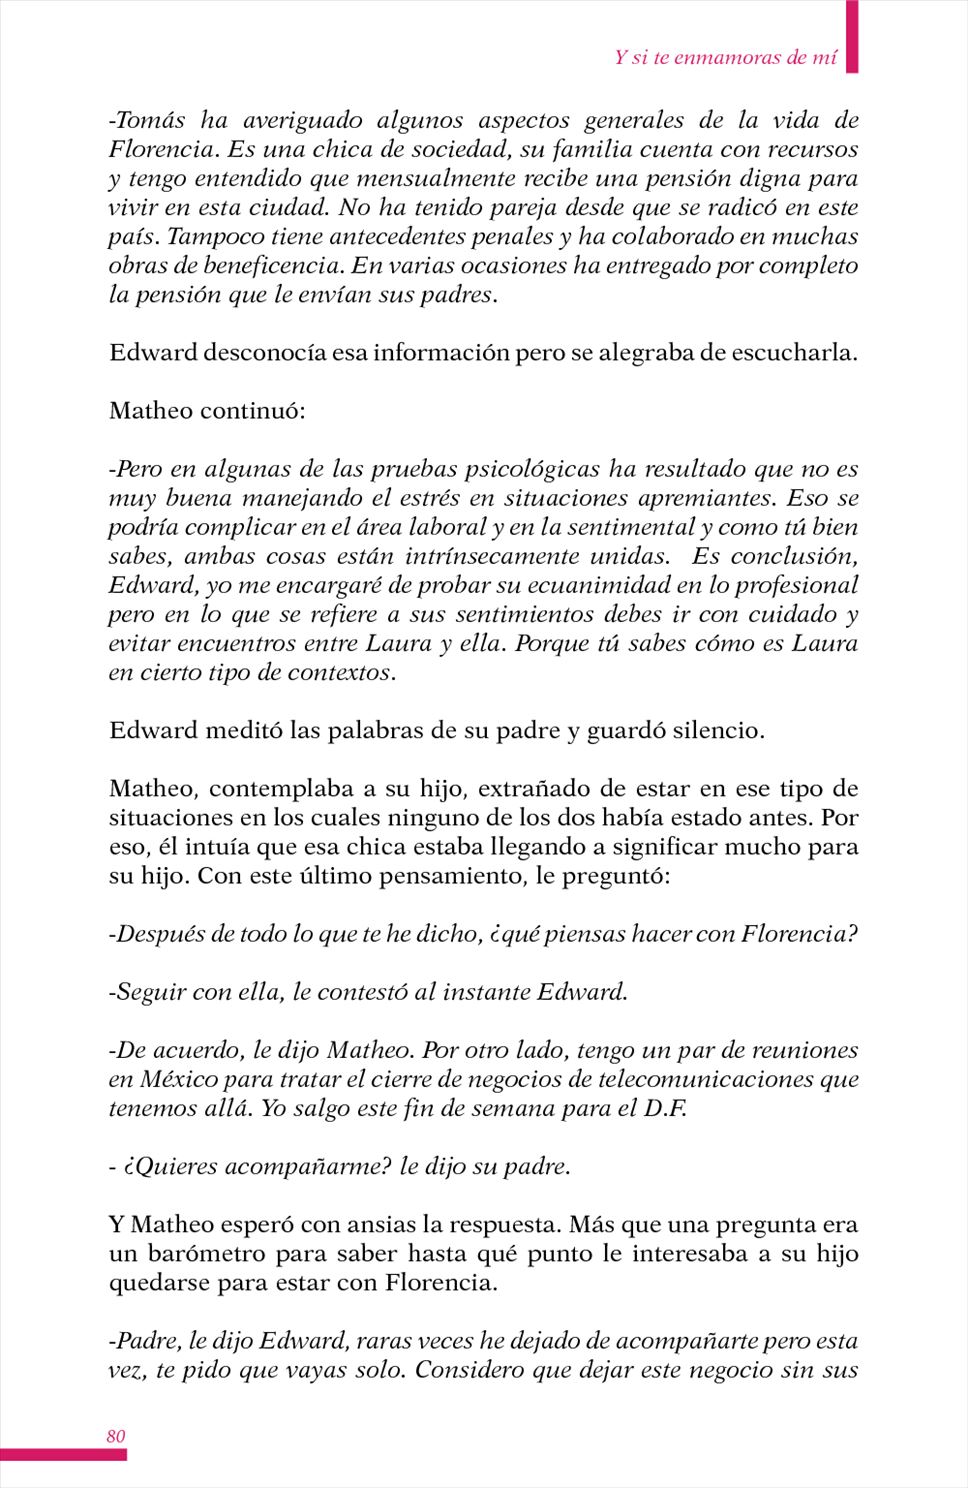 Y si te enmamoras de mí
-Tomás ha averiguado algunos aspectos generales de la vida de
Florencia. Es una chica de sociedad, su familia cuenta con recursos
y tengo entendido que mensualmente recibe una pensión digna para
vivir en esta ciudad. No ha tenido pareja desde que se radicó en este
país. Tampoco tiene antecedentes penales y ha colaborado en muchas
obras de beneficencia. En varias ocasiones ha entregado por completo
la pensión que le envían sus padres.
Edward desconocía esa información pero se alegraba de escucharla.
Matheo continuó:
-Pero en algunas de las pruebas psicológicas ha resultado que no es
muy buena manejando el estrés en situaciones apremiantes. Eso se
podría complicar en el área laboral y en la sentimental y como tú bien
sabes, ambas cosas están intrínsecamente unidas.  Es conclusión,
Edward, yo me encargaré de probar su ecuanimidad en lo profesional
pero en lo que se refiere a sus sentimientos debes ir con cuidado y
evitar encuentros entre Laura y ella. Porque tú sabes cómo es Laura
en cierto tipo de contextos.
Edward meditó las palabras de su padre y guardó silencio.
Matheo, contemplaba a su hijo, extrañado de estar en ese tipo de
situaciones en los cuales ninguno de los dos había estado antes. Por
eso, él intuía que esa chica estaba llegando a significar mucho para
su hijo. Con este último pensamiento, le preguntó:
-Después de todo lo que te he dicho, ¿qué piensas hacer con Florencia?
-Seguir con ella, le contestó al instante Edward.
-De acuerdo, le dijo Matheo. Por otro lado, tengo un par de reuniones
en México para tratar el cierre de negocios de telecomunicaciones que
tenemos allá. Yo salgo este fin de semana para el D.F.
- ¿Quieres acompañarme? le dijo su padre.
Y Matheo esperó con ansias la respuesta. Más que una pregunta era
un barómetro para saber hasta qué punto le interesaba a su hijo
quedarse para estar con Florencia.
-Padre, le dijo Edward, raras veces he dejado de acompañarte pero esta
vez, te pido que vayas solo. Considero que dejar este negocio sin sus
80